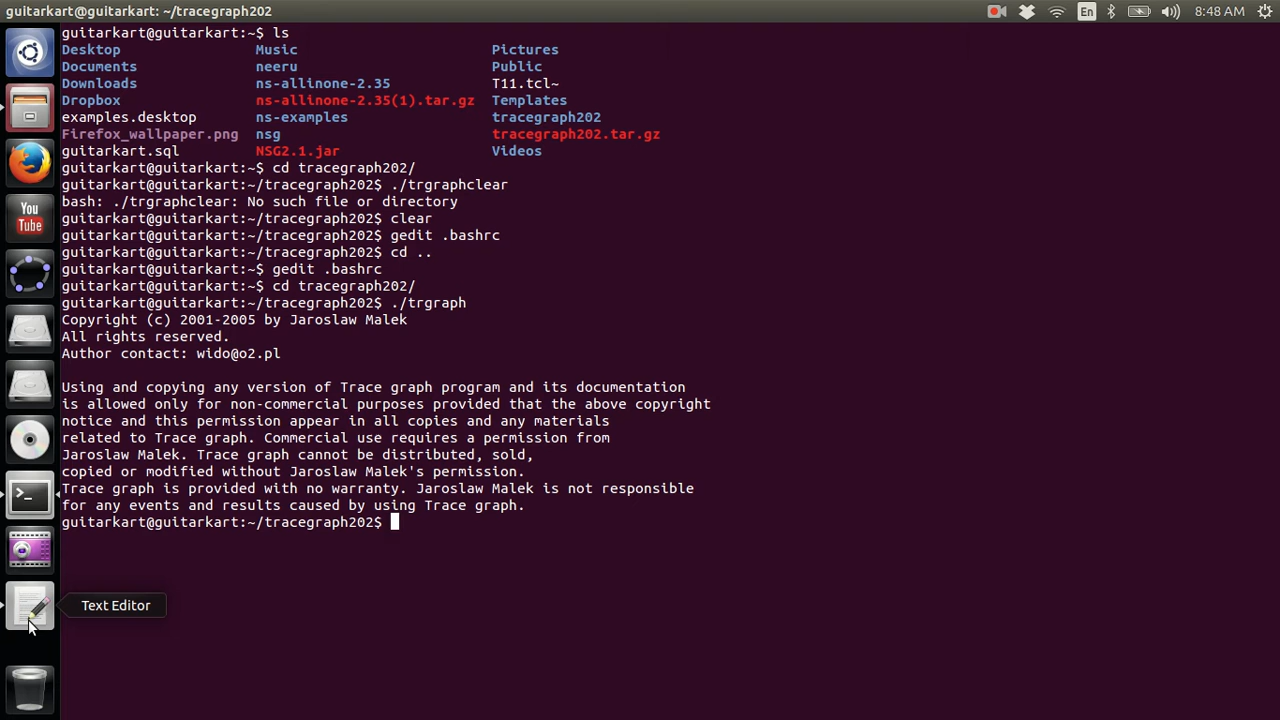 guitarkart@guitarkart: ~/tracegraph202
En
8:48 AM
guitarkart@guitarkart:~$ ls
Desktop Music Pictures
Documents neeru Public
Downloads ns-allinone-2.35 T11.tcl~
Dropbox ns-allinone-2.35(1).tar.gz Templates
examples.desktop ns-examples tracegraph202
Firefox_wallpaper.png nsg tracegraph202.tar.gz
guitarkart.sql NSG2.1.jar Videos
guitarkart@guitarkart:~$ cd tracegraph202/
guitarkart@guitarkart:~/tracegraph202$ ./trgraphclear
bash: ./trgraphclear: No such file or directory
guitarkart@guitarkart:~/tracegraph202$ clear
guitarkart@guitarkart:~/tracegraph202$ gedit .bashrc
guitarkart@guitarkart:~/tracegraph202$ cd ..
guitarkart@guitarkart:~$ gedit .bashrc
guitarkart@guitarkart:~$ cd tracegraph202/
guitarkart@guitarkart:~/tracegraph202$ ./trgraph
Copyright (c) 2001-2005 by Jaroslaw Malek
All rights reserved.
Author contact: wido@o2.pl
Using and copying any version of Trace graph program and its documentation
is allowed only for non-commercial purposes provided that the above copyright
notice and this permission appear in all copies and any materials
related to Trace graph. Commercial use requires a permission from
Jaroslaw Malek. Trace graph cannot be distributed, sold,
copied or modified without Jaroslaw Malek's permission.
Trace graph is provided with no warranty. Jaroslaw Malek is not responsible
for any events and results caused by using Trace graph.
guitarkart@guitarkart:~/tracegraph202$
You
Tube
>_
Text Editor